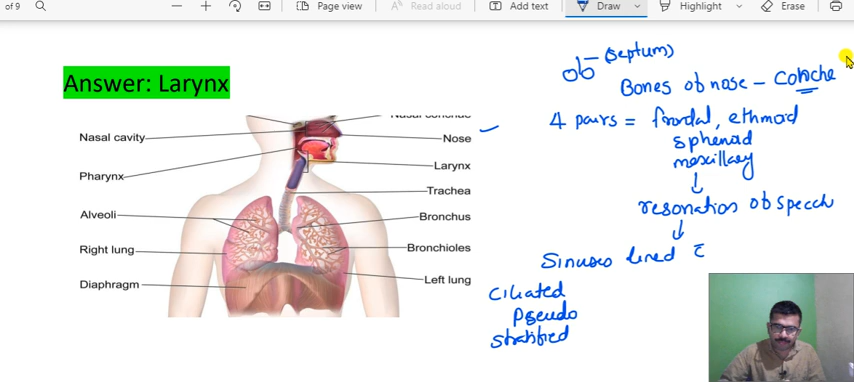 of 9
Page view
Read aloud
Add text
Draw
Highlight
Erase
Answer: Larynx
Nasal conchae
Nasal cavity
Nose
Pharynx
Larynx
Trachea
Alveoli
Bronchus
Right lung
Bronchioles
Diaphragm
Left lung
(Septum)
Bones of nose - Conche
4 pairs = frontal, ethmoid
sphenoid
maxillary
resonation of speech
Sinuses lined c̄
Ciliated
Pseudo
stratified